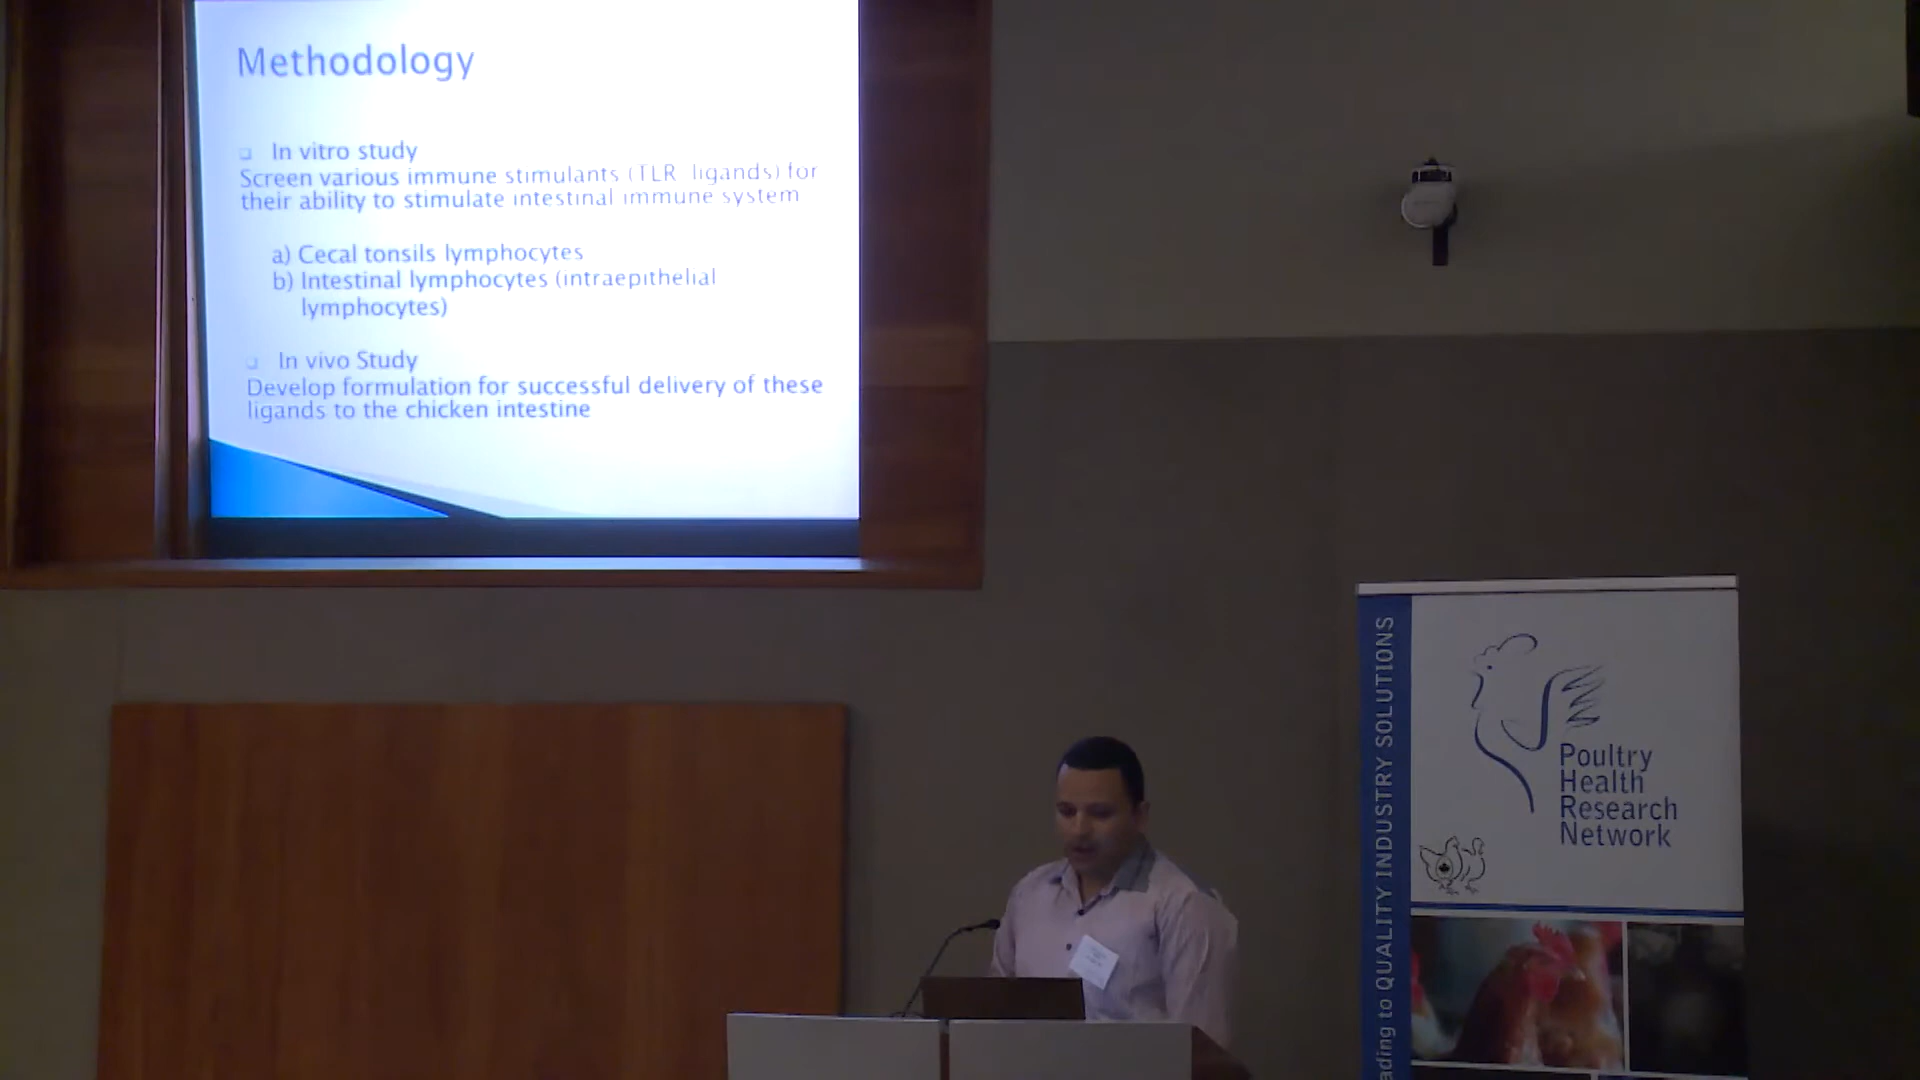 Methodology
In vitro study
Screen various immune stimulants (TLR ligands) for
their ability to stimulate intestinal immune system
a) Cecal tonsils lymphocytes
b) Intestinal lymphocytes (intraepithelial
lymphocytes)
In vivo Study
Develop formulation for successful delivery of these
ligands to the chicken intestine
ading to QUALITY INDUSTRY SOLUTIONS
Poultry
Health
Research
Network